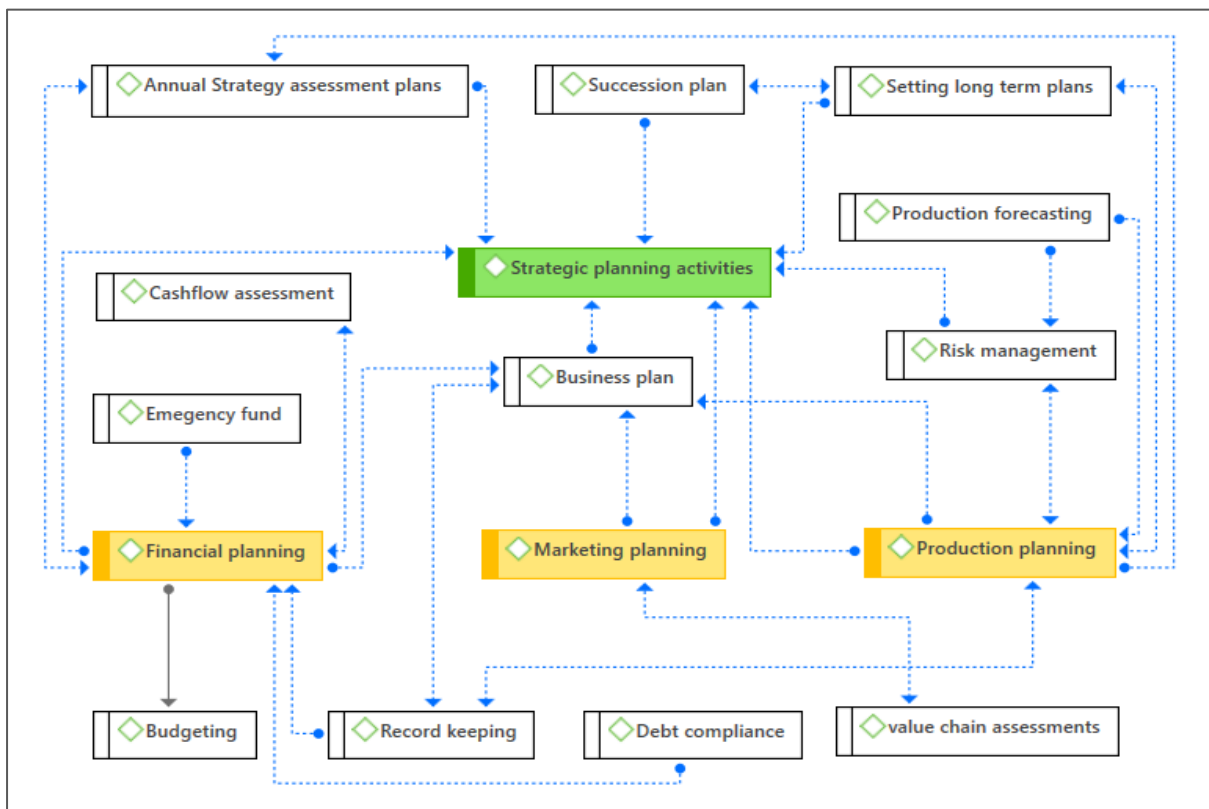 Annual Strategy assessment plans
Succession plan
Setting long term plans
Production forecasting
Strategic planning activities
Cashflow assessment
Risk management
Business plan
Emegency fund
Financial planning
Marketing planning
Production planning
Budgeting
Record keeping
Debt compliance
value chain assessments